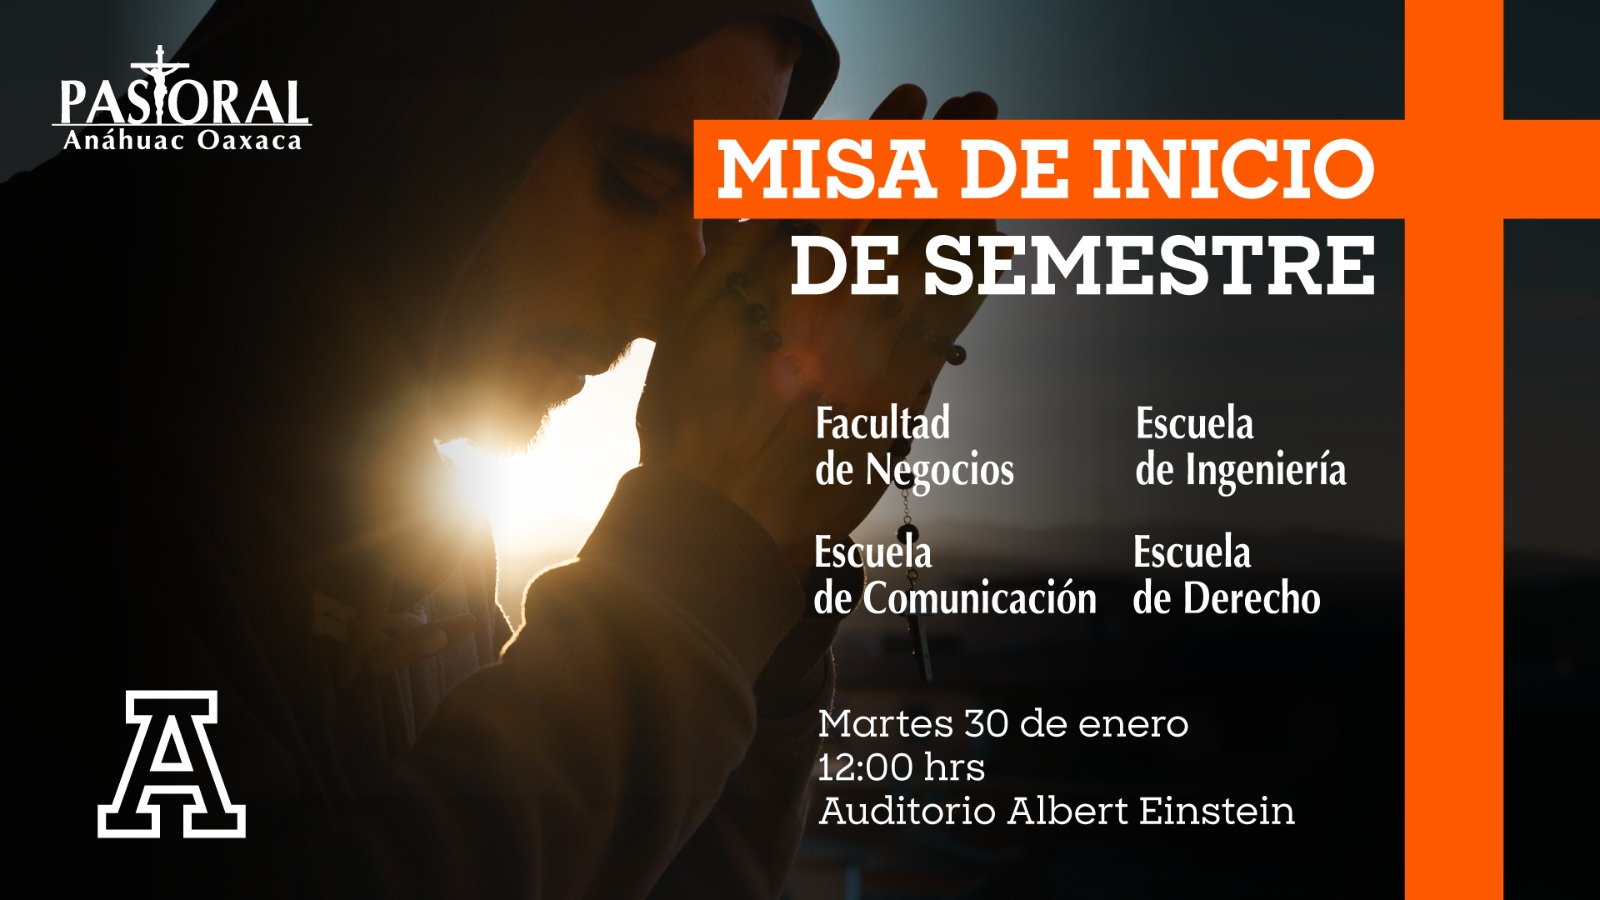 PASTORAL
Anáhuac Oaxaca
MISA DE INICIO
DE SEMESTRE
Facultad
de Negocios
Escuela
de Ingeniería
Escuela
de Comunicación
Escuela
de Derecho
Martes 30 de enero
12:00 hrs
Auditorio Albert Einstein
A